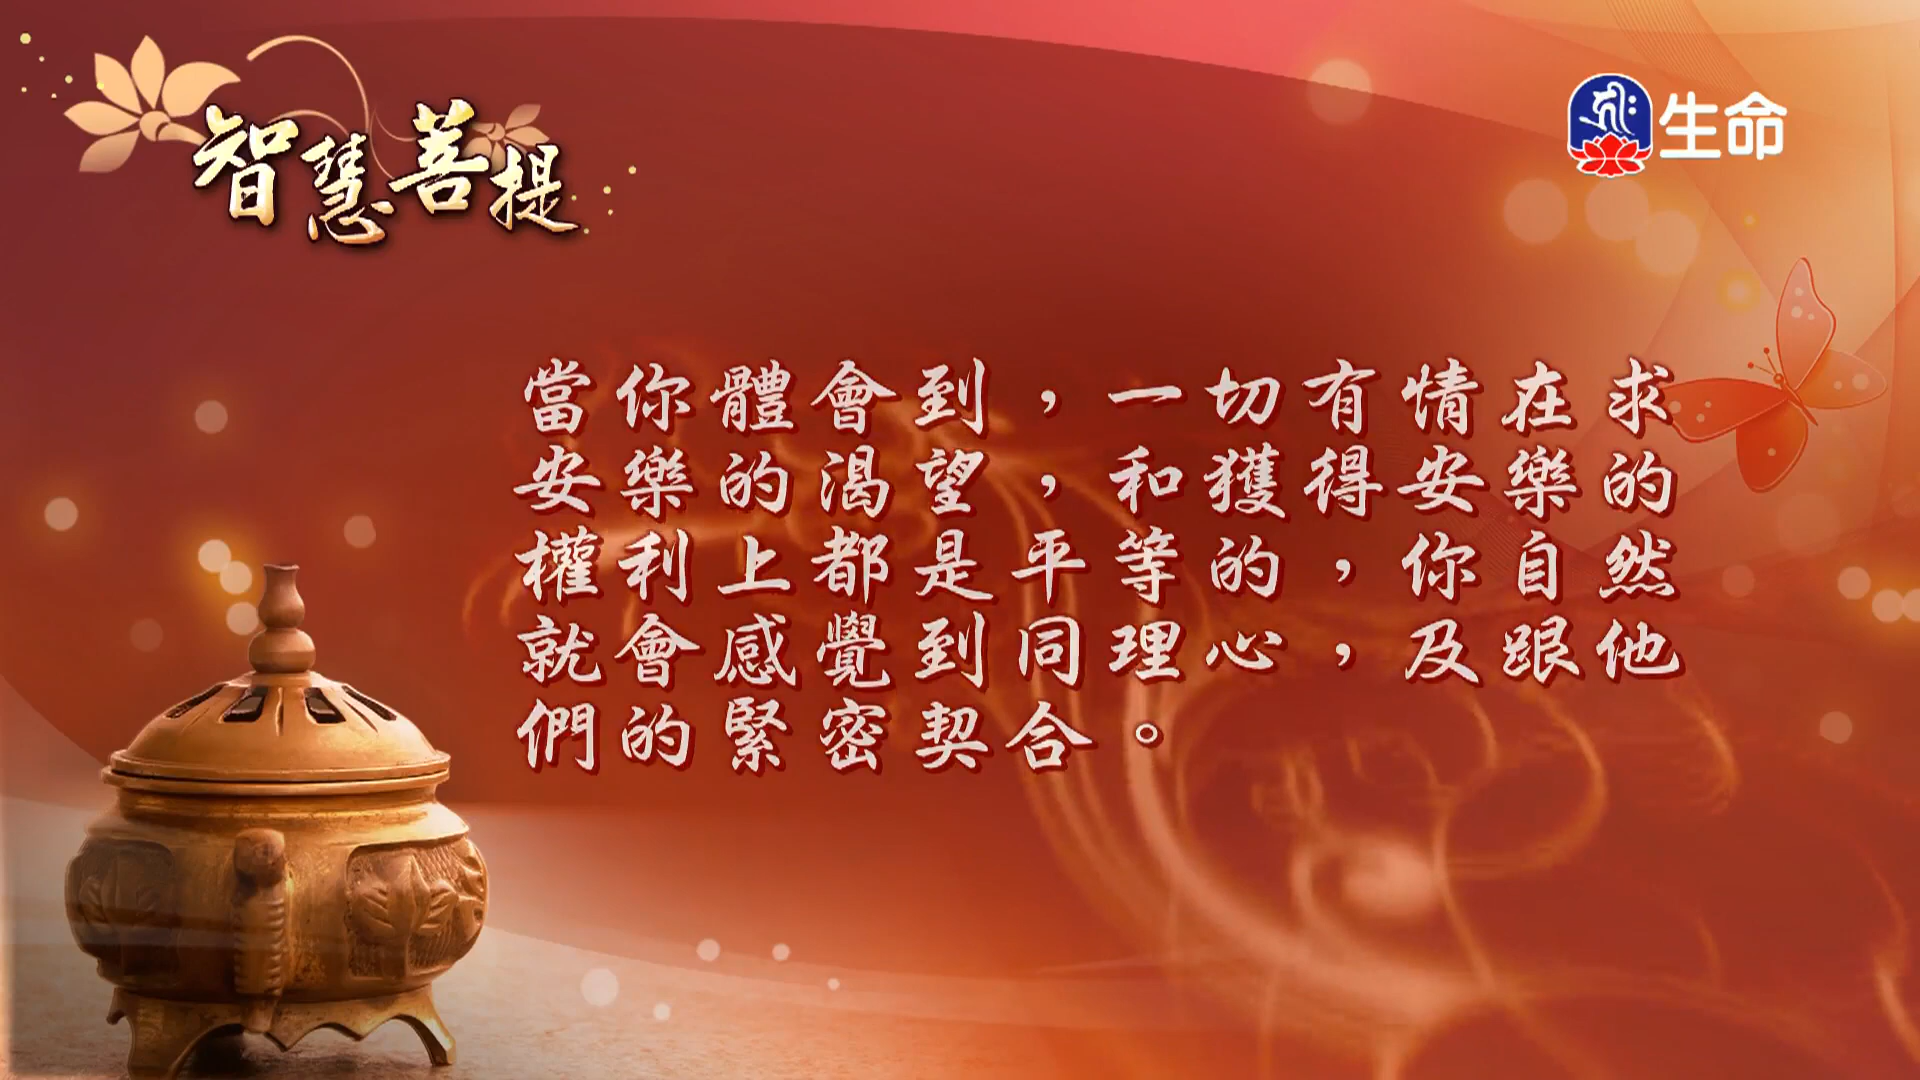 智慧菩提
生命
當你體會到，一切有情在求
安樂的渴望，和獲得安樂的
權利上都是平等的，你自然
就會感覺到同理心，及跟他
們的緊密契合。